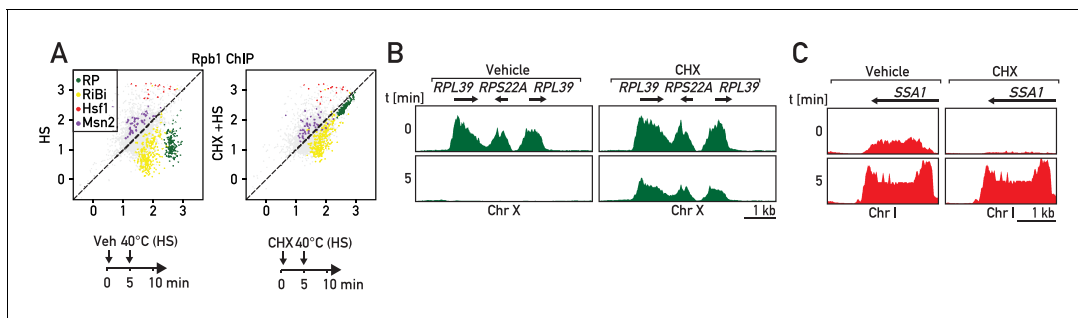 A
Rpb1 ChIP
HS
3
2
1
0
RP
RiBi
Hsf1
Msn2
0 1 2 3
CHX +HS
3
2
1
0
0 1 2 3
Veh 40°C (HS)
0 5 10 min
CHX 40°C (HS)
0 5 10 min
B
Vehicle
CHX
t [min]
RPL39 RPS22A RPL39
RPL39 RPS22A RPL39
0
5
Chr X
Chr X
1 kb
C
Vehicle
CHX
t [min]
SSA1
SSA1
0
5
Chr I
Chr I
1 kb